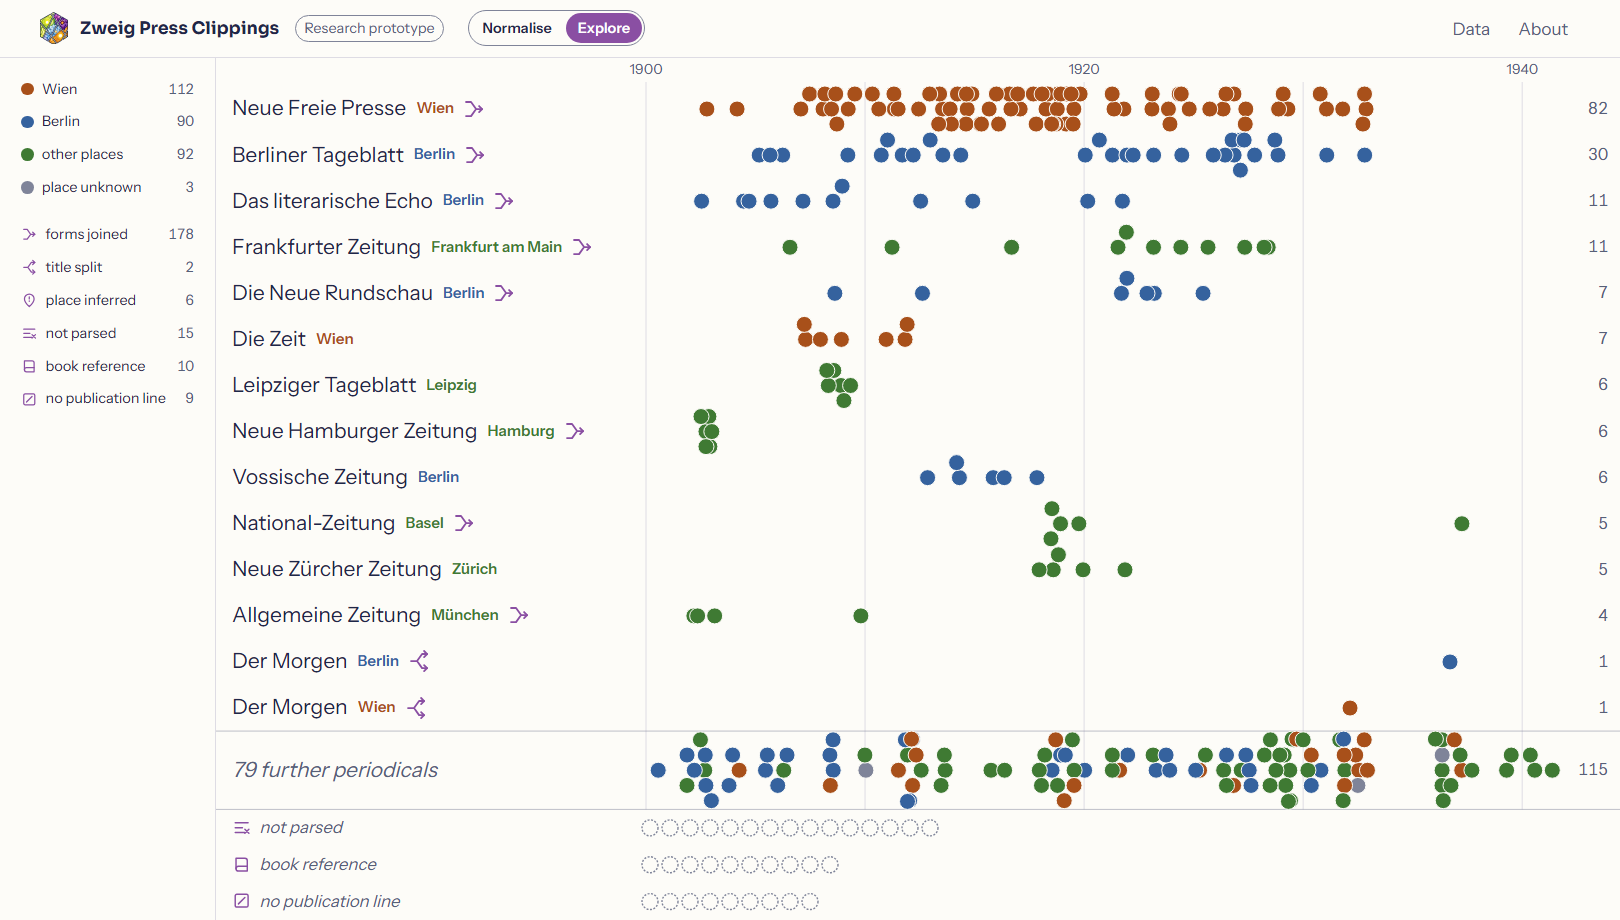 Zweig Press Clippings Research prototype Normalise Explore Data About
1900 1920 1940
Wien 112
Berlin 90
other places 92
place unknown 3
forms joined 178
title split 2
place inferred 6
not parsed 15
book reference 10
no publication line 9
Neue Freie Presse Wien 82
Berliner Tageblatt Berlin 30
Das literarische Echo Berlin 11
Frankfurter Zeitung Frankfurt am Main 11
Die Neue Rundschau Berlin 7
Die Zeit Wien 7
Leipziger Tageblatt Leipzig 6
Neue Hamburger Zeitung Hamburg 6
Vossische Zeitung Berlin 6
National-Zeitung Basel 5
Neue Zürcher Zeitung Zürich 5
Allgemeine Zeitung München 4
Der Morgen Berlin 1
Der Morgen Wien 1
79 further periodicals 115
not parsed
book reference
no publication line